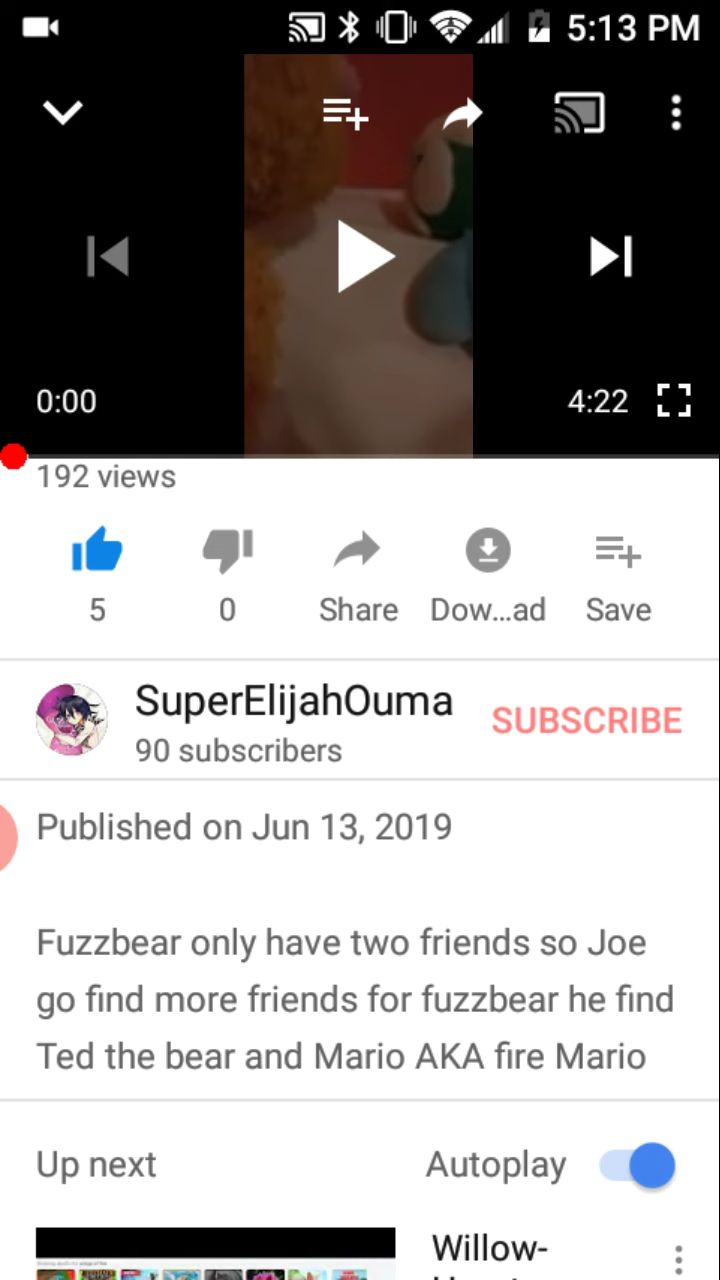 5:13 PM
0:00
4:22
192 views
5
0
Share
Dow...ad
Save
SuperElijahOuma
SUBSCRIBE
90 subscribers
Published on Jun 13, 2019
Fuzzbear only have two friends so Joe
go find more friends for fuzzbear he find
Ted the bear and Mario AKA fire Mario
Up next
Autoplay
Willow-